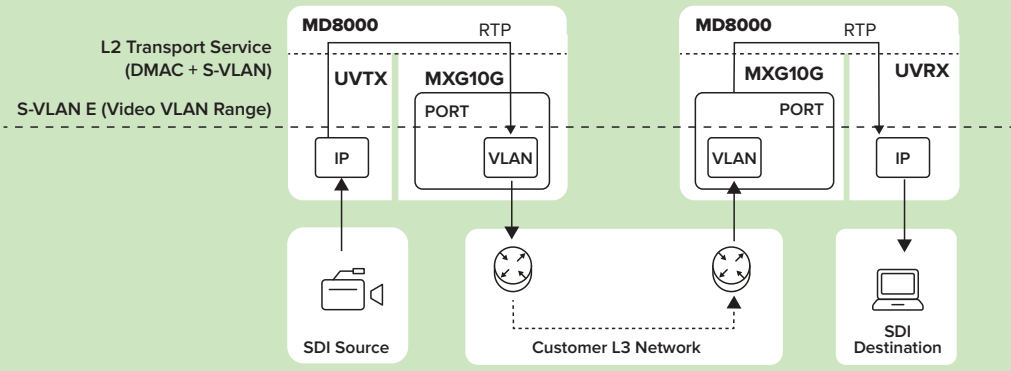 MD8000
RTP
MD8000
RTP
L2 Transport Service
(DMAC + S-VLAN)
UVTX
MXG10G
MXG10G
UVRX
S-VLAN E (Video VLAN Range)
PORT
PORT
IP
VLAN
VLAN
IP
SDI Source
Customer L3 Network
SDI
Destination